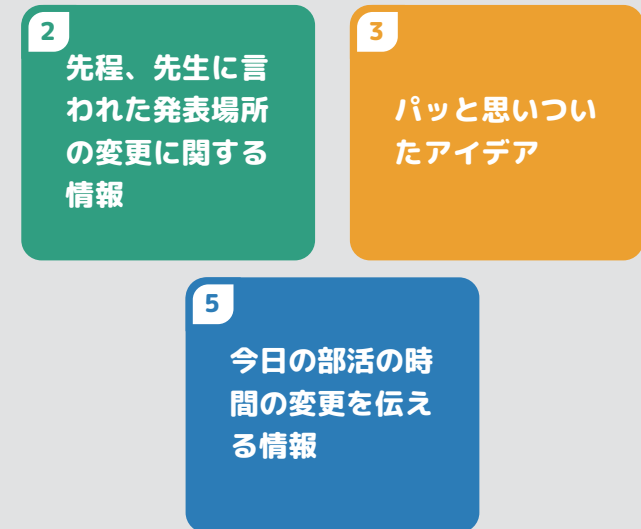 2
先程、先生に言
われた発表場所
の変更に関する
情報
3
パッと思いつい
たアイデア
5
今日の部活の時
間の変更を伝え
る情報